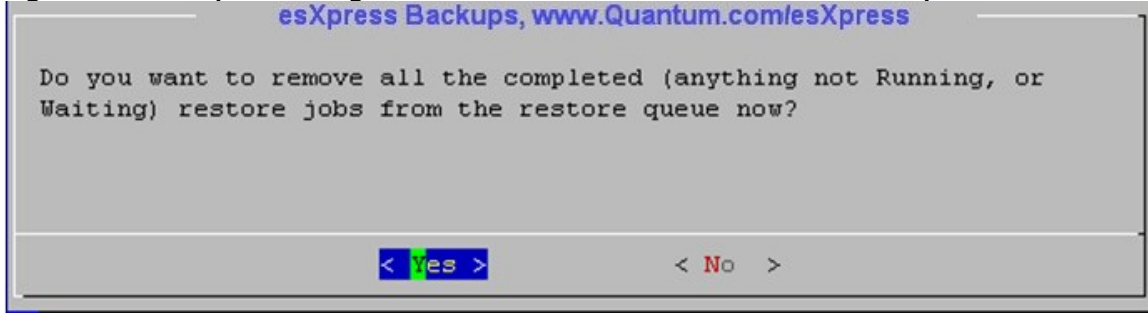 esXpress Backups, www.Quantum.com/esXpress
Do you want to remove all the completed (anything not Running, or
Waiting) restore jobs from the restore queue now?
< Yes > < No >